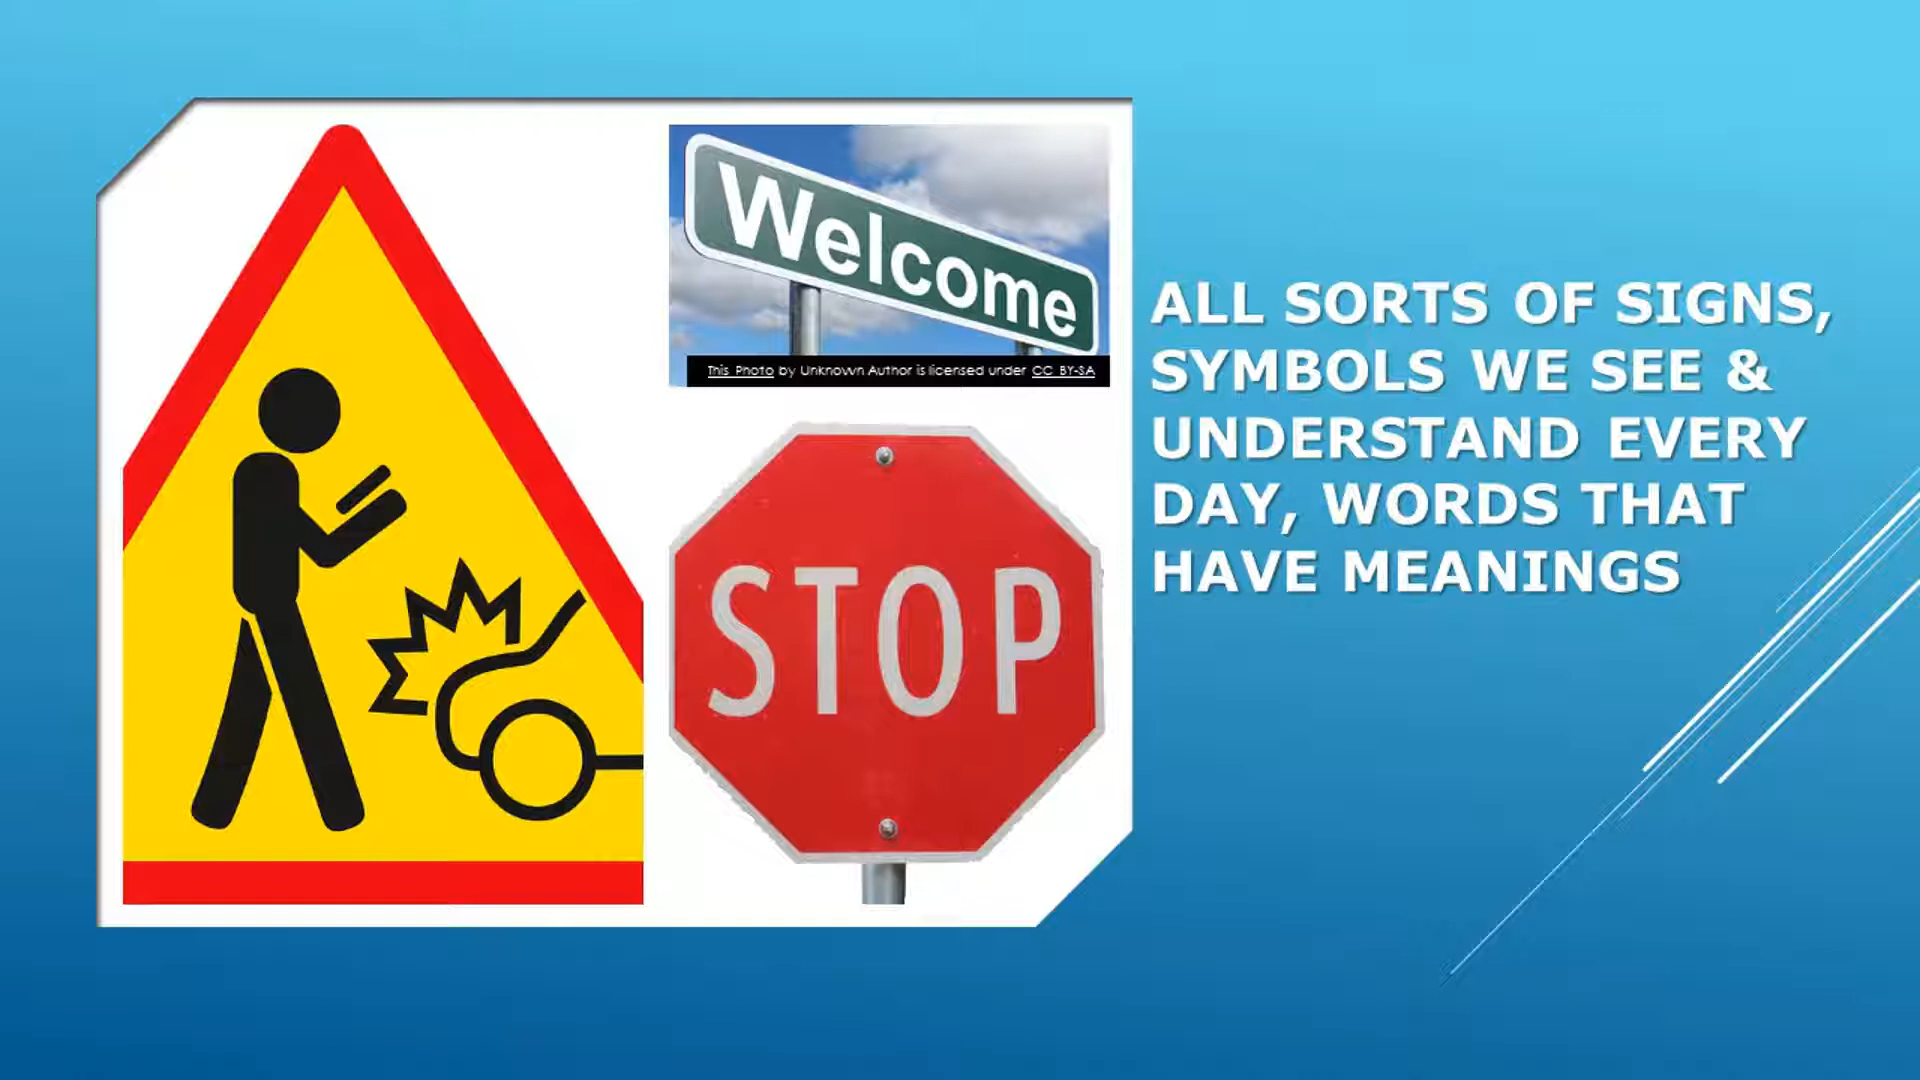 Welcome
This Photo by Unknown Author is licensed under CC BY-SA
STOP
ALL SORTS OF SIGNS,
SYMBOLS WE SEE &
UNDERSTAND EVERY
DAY, WORDS THAT
HAVE MEANINGS